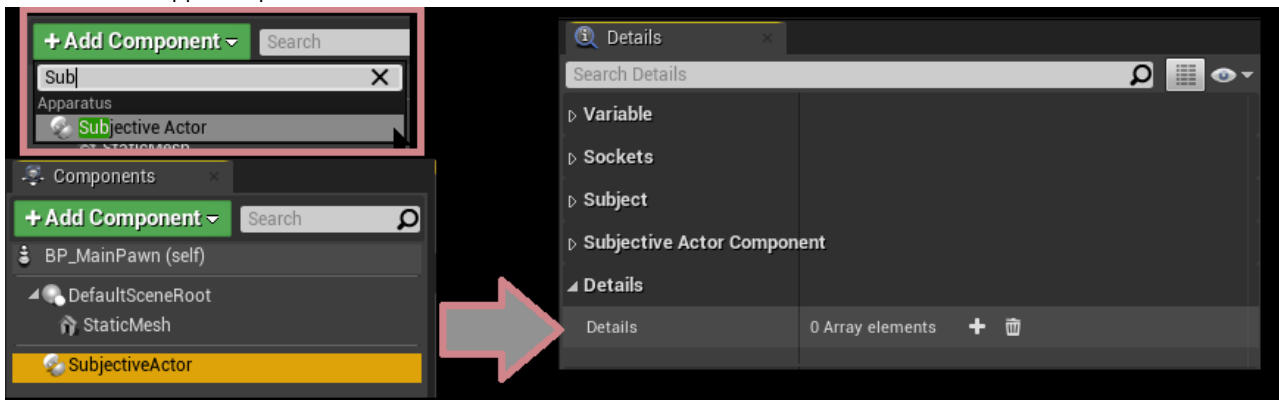 + Add Component
Search
Sub
Apparatus
Subjective Actor
StaticMesh
Components
+ Add Component
Search
BP_MainPawn (self)
DefaultSceneRoot
StaticMesh
SubjectiveActor
Details
Search Details
Variable
Sockets
Subject
Subjective Actor Component
Details
Details 0 Array elements